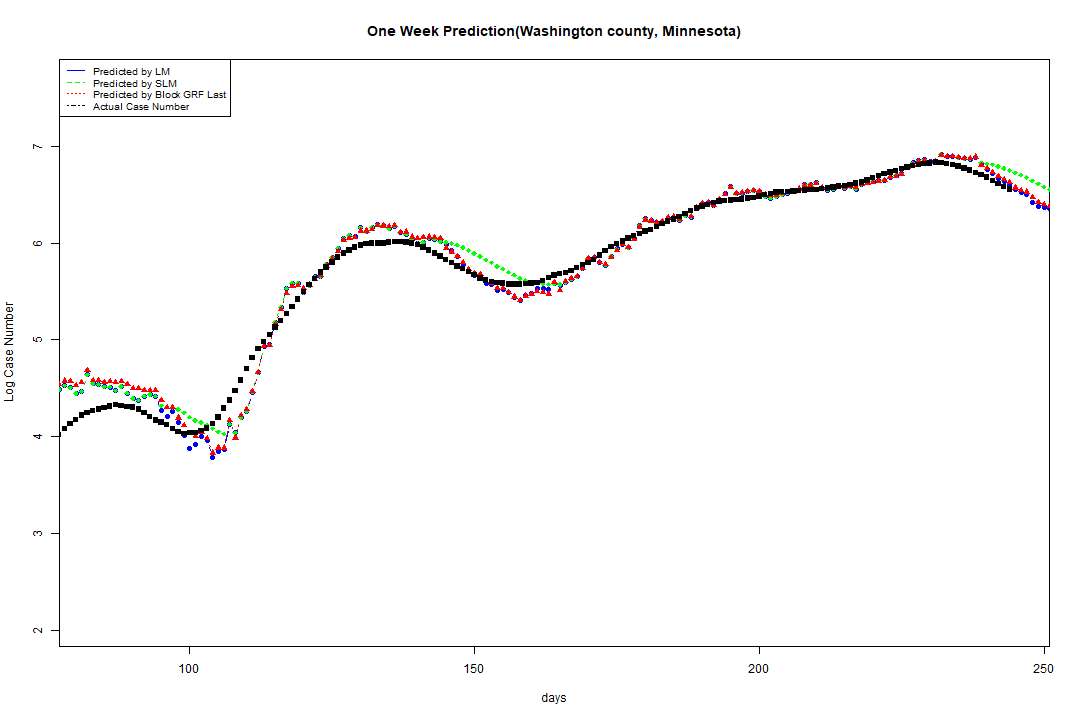 One Week Prediction(Washington county, Minnesota)
Predicted by LM
Predicted by SLM
Predicted by Block GRF Last
Actual Case Number
7
6
5
4
3
2
Log Case Number
100 150 200 250
days